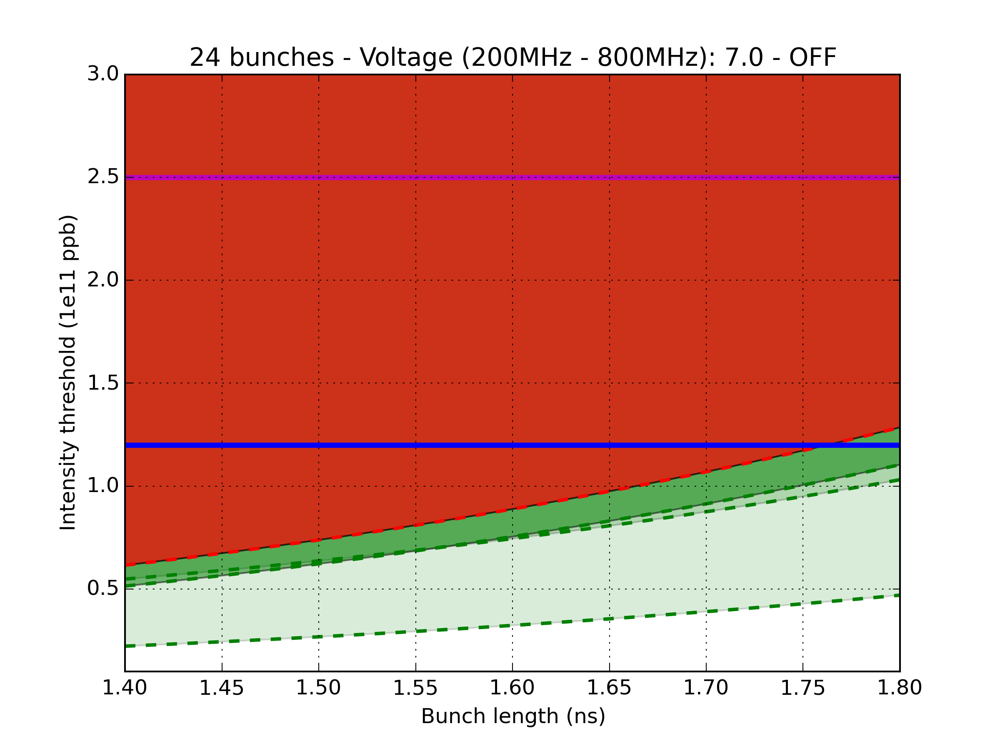 24 bunches - Voltage (200MHz - 800MHz): 7.0 - OFF
3.0
2.5
2.0
1.5
1.0
0.5
Intensity threshold (1e11 ppb)
1.40 1.45 1.50 1.55 1.60 1.65 1.70 1.75 1.80
Bunch length (ns)